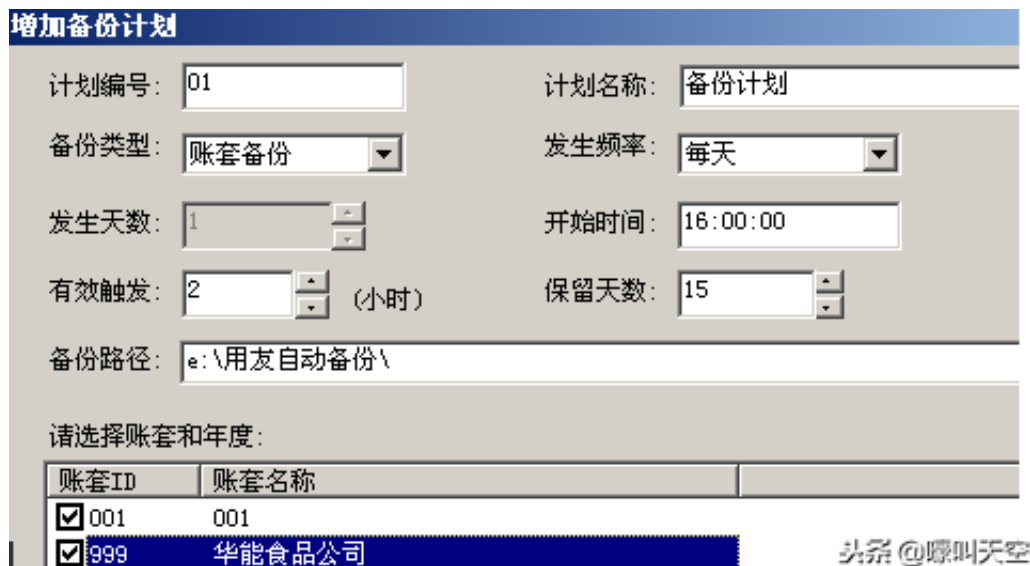 增加备份计划
计划编号: 01 计划名称: 备份计划
备份类型: 账套备份 发生频率: 每天
发生天数: 1 开始时间: 16:00:00
有效触发: 2 (小时) 保留天数: 15
备份路径: e:\用友自动备份\
请选择账套和年度:
账套ID 账套名称
001 001
999 华能食品公司
头条@嚎叫天空